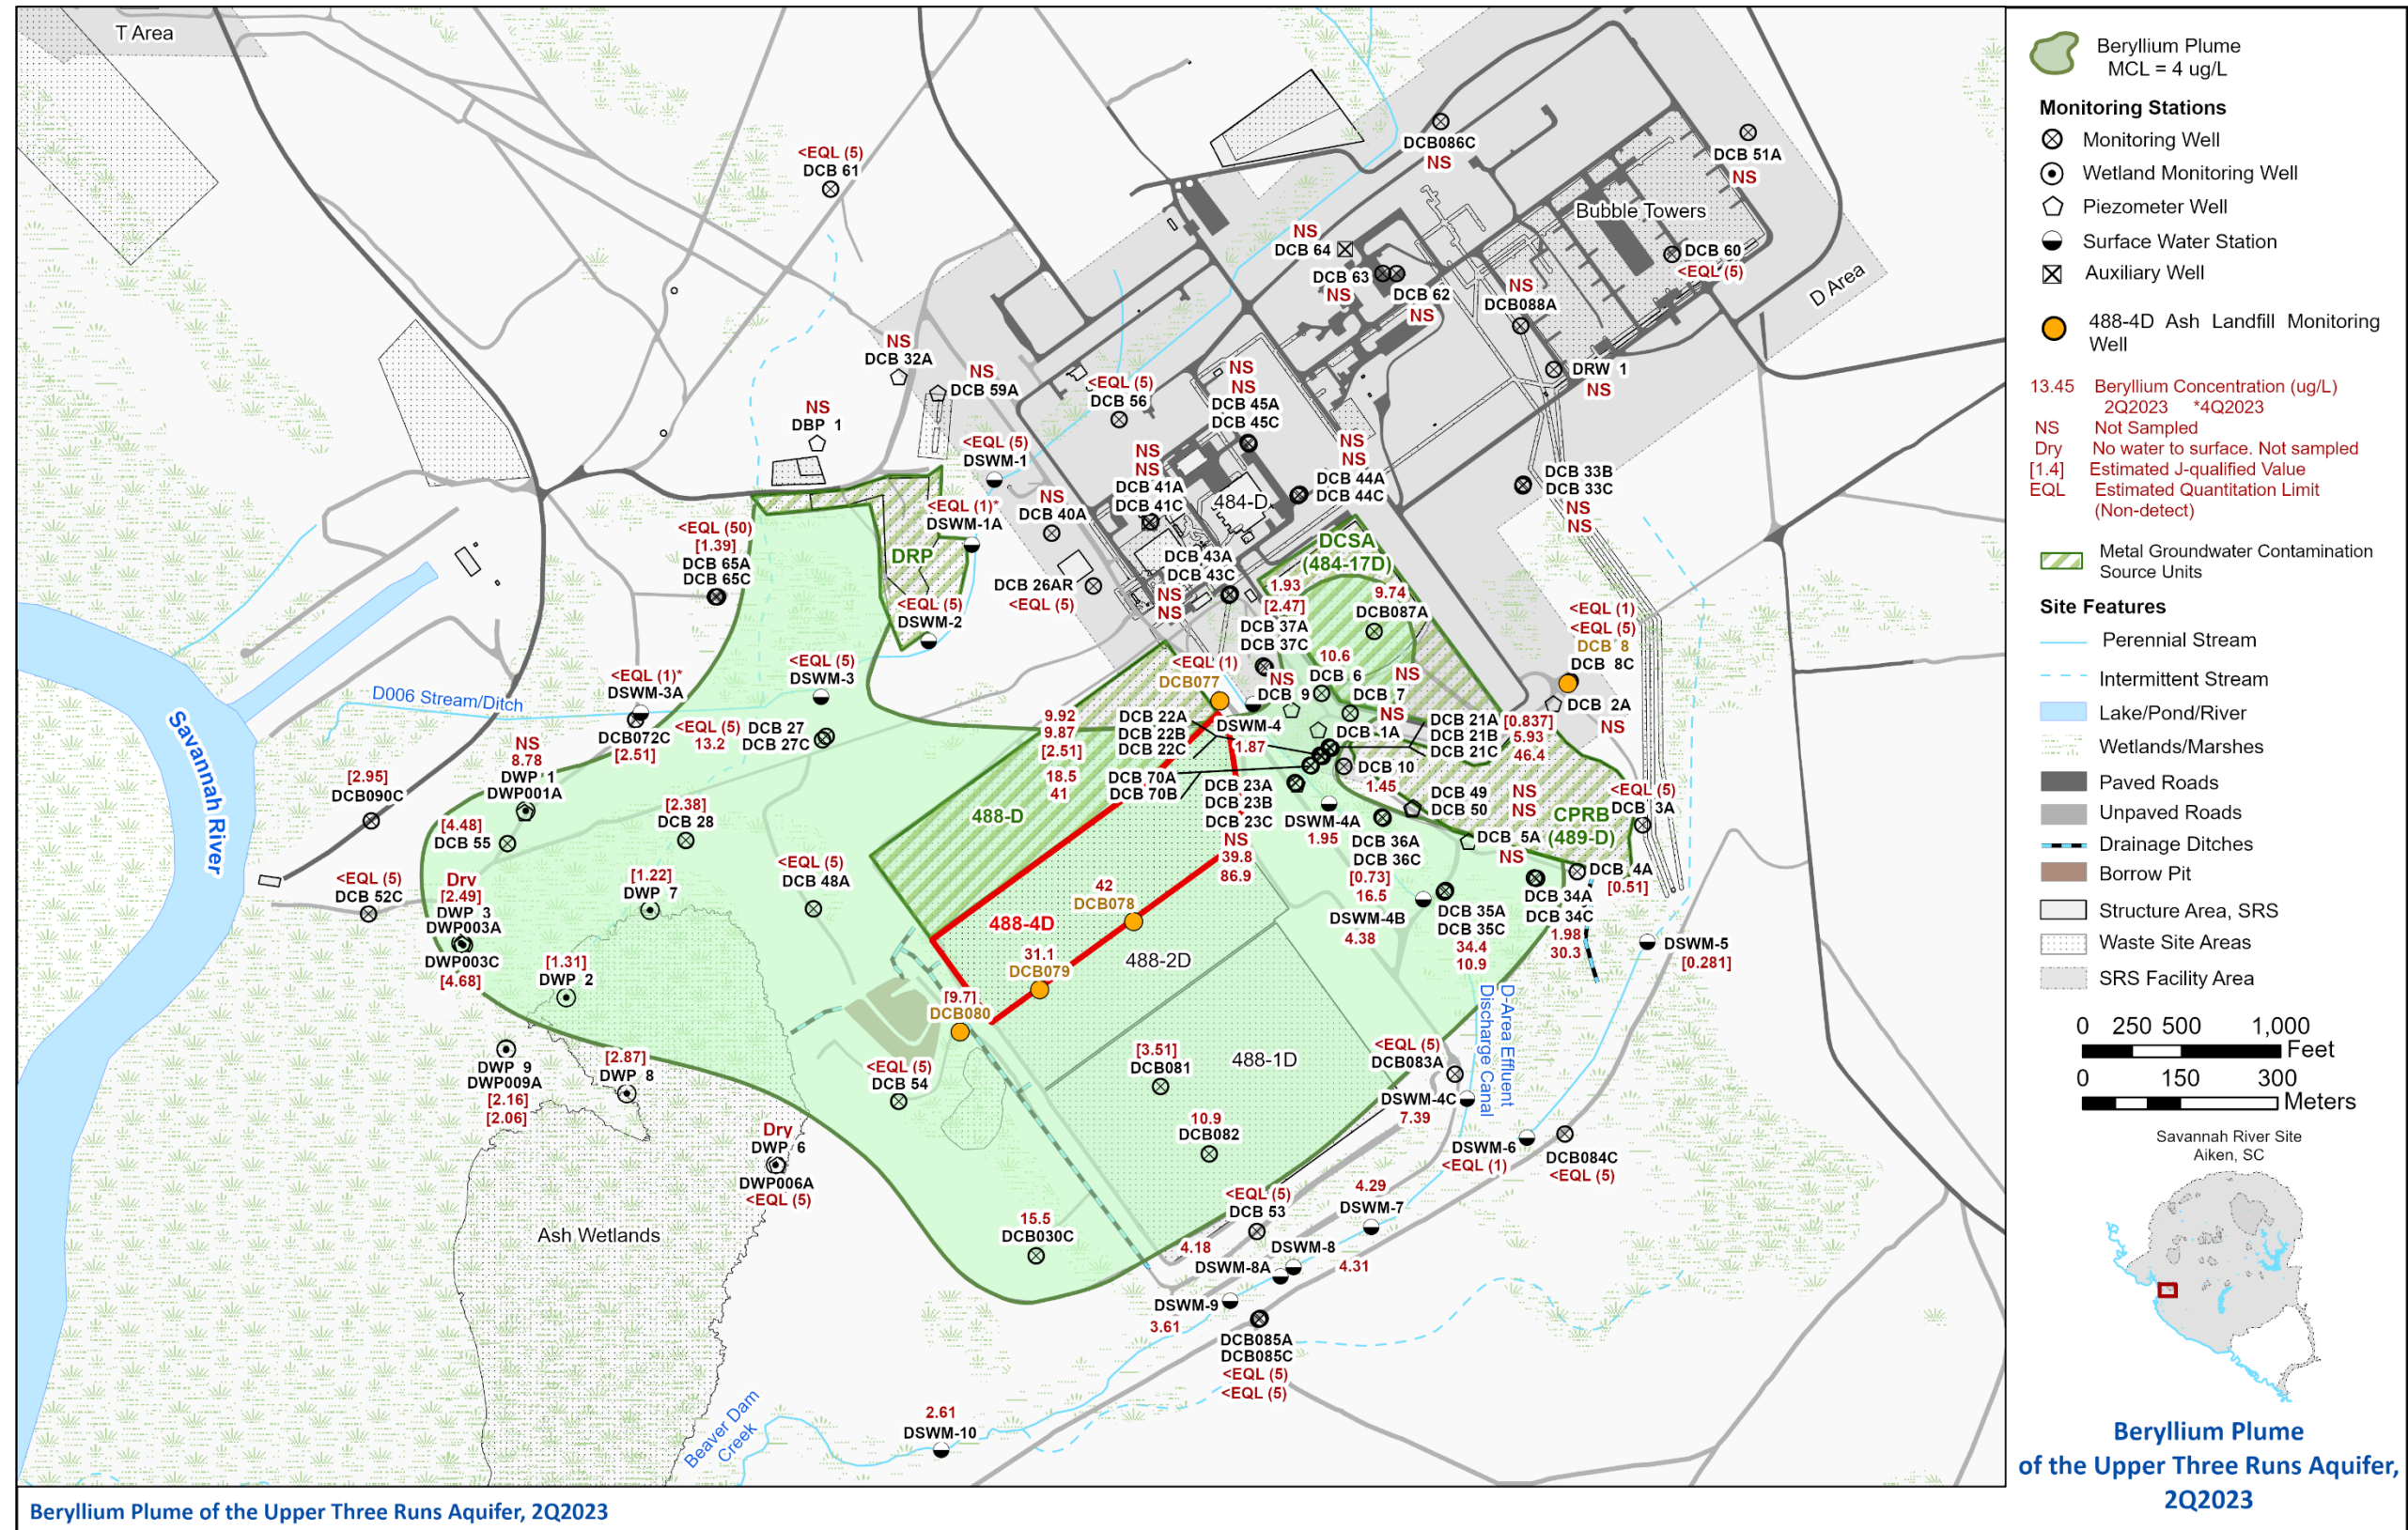 T Area
<EQL (5)
DCB 61
DCB086C
NS
DCB 51A
NS
Bubble Towers
NS
DCB 64
DCB 63
NS
DCB 62
NS
DCB 60
<EQL (5)
D Area
NS
DCB088A
NS
DCB 32A
NS
DCB 59A
NS
DBP 1
<EQL (5)
DCB 56
NS
NS
DCB 45A
DCB 45C
DRW 1
NS
<EQL (5)
DSWM-1
NS
NS
DCB 41A
DCB 41C
484-D
NS
NS
DCB 44A
DCB 44C
DCB 33B
DCB 33C
NS
NS
<EQL (1)*
DSWM-1A
NS
DCB 40A
<EQL (50)
[1.39]
DCB 65A
DCB 65C
DRP
DCB 43A
DCB 43C
NS
NS
DCSA
(484-17D)
DCB 26AR
<EQL (5)
<EQL (5)
DSWM-2
1.93
[2.47]
DCB 37A
DCB 37C
9.74
DCB087A
<EQL (1)
<EQL (5)
DCB 8
DCB 8C
<EQL (1)*
DSWM-3A
<EQL (5)
DSWM-3
<EQL (1)
DCB077
NS
DCB 9
10.6
DCB 6
NS
DCB 7
NS
DCB 2A
NS
D006 Stream/Ditch
Savannah River
DCB072C
[2.51]
<EQL (5)
13.2
DCB 27
DCB 27C
9.92
9.87
[2.51]
DCB 22A
DCB 22B
DCB 22C
DSWM-4
1.87
DCB 1A
DCB 21A
DCB 21B
DCB 21C
[0.837]
5.93
46.4
NS
8.78
DWP 1
DWP001A
[2.95]
DCB090C
18.5
41
DCB 70A
DCB 70B
DCB 10
1.45
488-D
DCB 23A
DCB 23B
DCB 23C
NS
39.8
86.9
DSWM-4A
1.95
DCB 49
DCB 50
NS
NS
CPRB
(489-D)
<EQL (5)
DCB 3A
[4.48]
DCB 55
[2.38]
DCB 28
DCB 36A
DCB 36C
[0.73]
16.5
DCB 5A
NS
<EQL (5)
DCB 48A
DCB 4A
[0.51]
<EQL (5)
DCB 52C
Dry
[2.49]
DWP 3
DWP003A
DWP003C
[4.68]
[1.22]
DWP 7
42
DCB078
488-4D
DSWM-4B
4.38
DCB 35A
DCB 35C
34.4
10.9
DCB 34A
DCB 34C
1.98
30.3
DSWM-5
[0.281]
[1.31]
DWP 2
31.1
DCB079
488-2D
[9.7]
DCB080
D-Area Effluent
Discharge Canal
DWP 9
DWP009A
[2.16]
[2.06]
[2.87]
DWP 8
<EQL (5)
DCB 54
[3.51]
DCB081
488-1D
<EQL (5)
DCB083A
DSWM-4C
7.39
10.9
DCB082
Dry
DWP 6
DWP006A
<EQL (5)
DSWM-6
<EQL (1)
DCB084C
<EQL (5)
Ash Wetlands
15.5
DCB030C
<EQL (5)
DCB 53
4.29
DSWM-7
4.18
DSWM-8A
DSWM-8
4.31
DSWM-9
3.61
DCB085A
DCB085C
<EQL (5)
<EQL (5)
Beaver Dam
Creek
2.61
DSWM-10
Beryllium Plume of the Upper Three Runs Aquifer, 2Q2023
Beryllium Plume
MCL = 4 ug/L
Monitoring Stations
Monitoring Well
Wetland Monitoring Well
Piezometer Well
Surface Water Station
Auxiliary Well
488-4D Ash Landfill Monitoring
Well
13.45 Beryllium Concentration (ug/L)
2Q2023 *4Q2023
NS Not Sampled
Dry No water to surface. Not sampled
[1.4] Estimated J-qualified Value
EQL Estimated Quantitation Limit
(Non-detect)
Metal Groundwater Contamination
Source Units
Site Features
Perennial Stream
Intermittent Stream
Lake/Pond/River
Wetlands/Marshes
Paved Roads
Unpaved Roads
Drainage Ditches
Borrow Pit
Structure Area, SRS
Waste Site Areas
SRS Facility Area
0 250 500 1,000
Feet
0 150 300
Meters
Savannah River Site
Aiken, SC
Beryllium Plume
of the Upper Three Runs Aquifer,
2Q2023